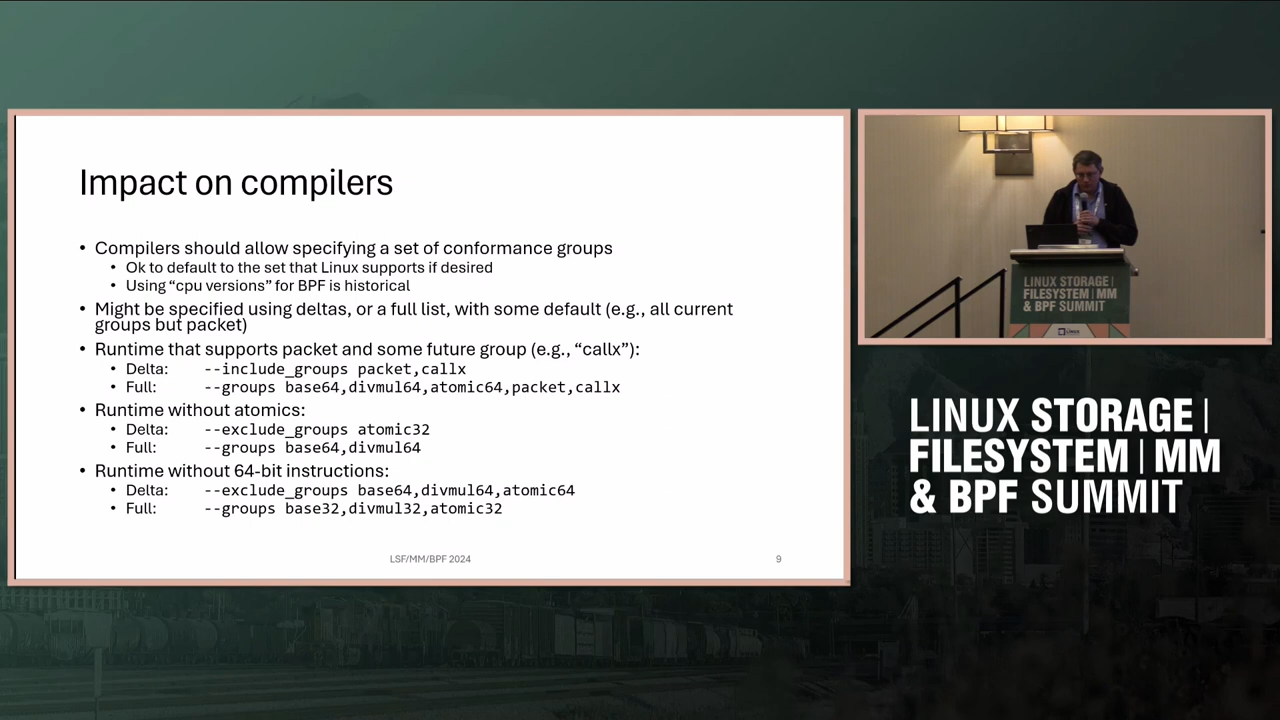 Impact on compilers
• Compilers should allow specifying a set of conformance groups
• Ok to default to the set that Linux supports if desired
• Using “cpu versions” for BPF is historical
• Might be specified using deltas, or a full list, with some default (e.g., all current
groups but packet)
• Runtime that supports packet and some future group (e.g., “callx”):
• Delta: --include_groups packet,callx
• Full: --groups base64,divmul64,atomic64,packet,callx
• Runtime without atomics:
• Delta: --exclude_groups atomic32
• Full: --groups base64,divmul64
• Runtime without 64-bit instructions:
• Delta: --exclude_groups base64,divmul64,atomic64
• Full: --groups base32,divmul32,atomic32
LSF/MM/BPF 2024
9
LINUX STORAGE |
FILESYSTEM | MM
& BPF SUMMIT
LINUX STORAGE |
FILESYSTEM | MM
& BPF SUMMIT